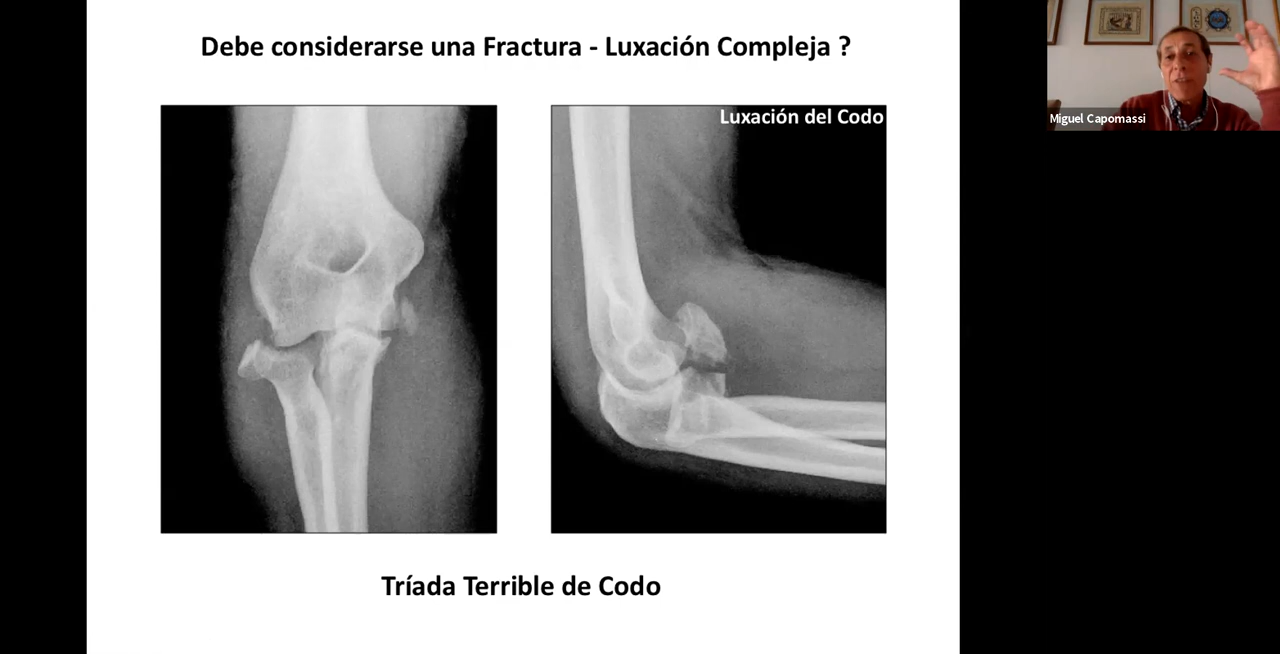 Debe considerarse una Fractura - Luxación Compleja ?
Luxación del Codo
Miguel Capomassi
Tríada Terrible de Codo